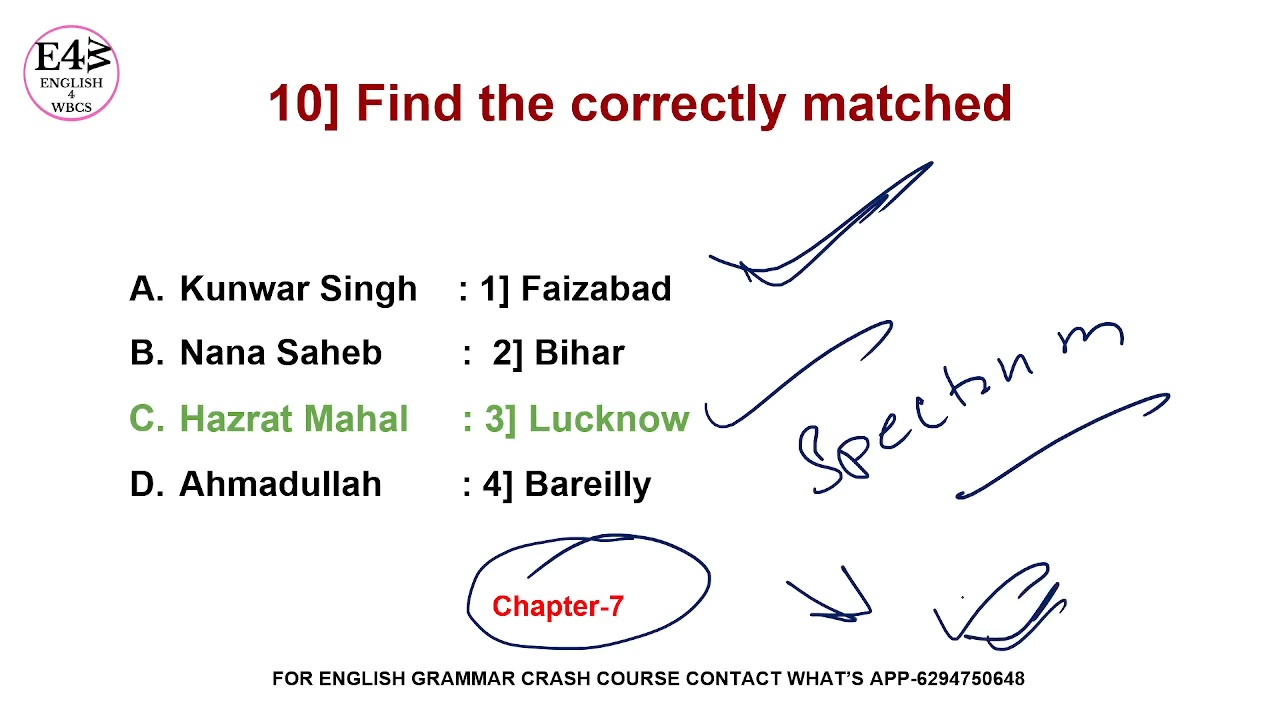 E4W
ENGLISH
4
WBCS
10] Find the correctly matched
A. Kunwar Singh : 1] Faizabad
B. Nana Saheb : 2] Bihar
C. Hazrat Mahal : 3] Lucknow
D. Ahmadullah : 4] Bareilly
Spectrum
Chapter-7
FOR ENGLISH GRAMMAR CRASH COURSE CONTACT WHAT’S APP-6294750648